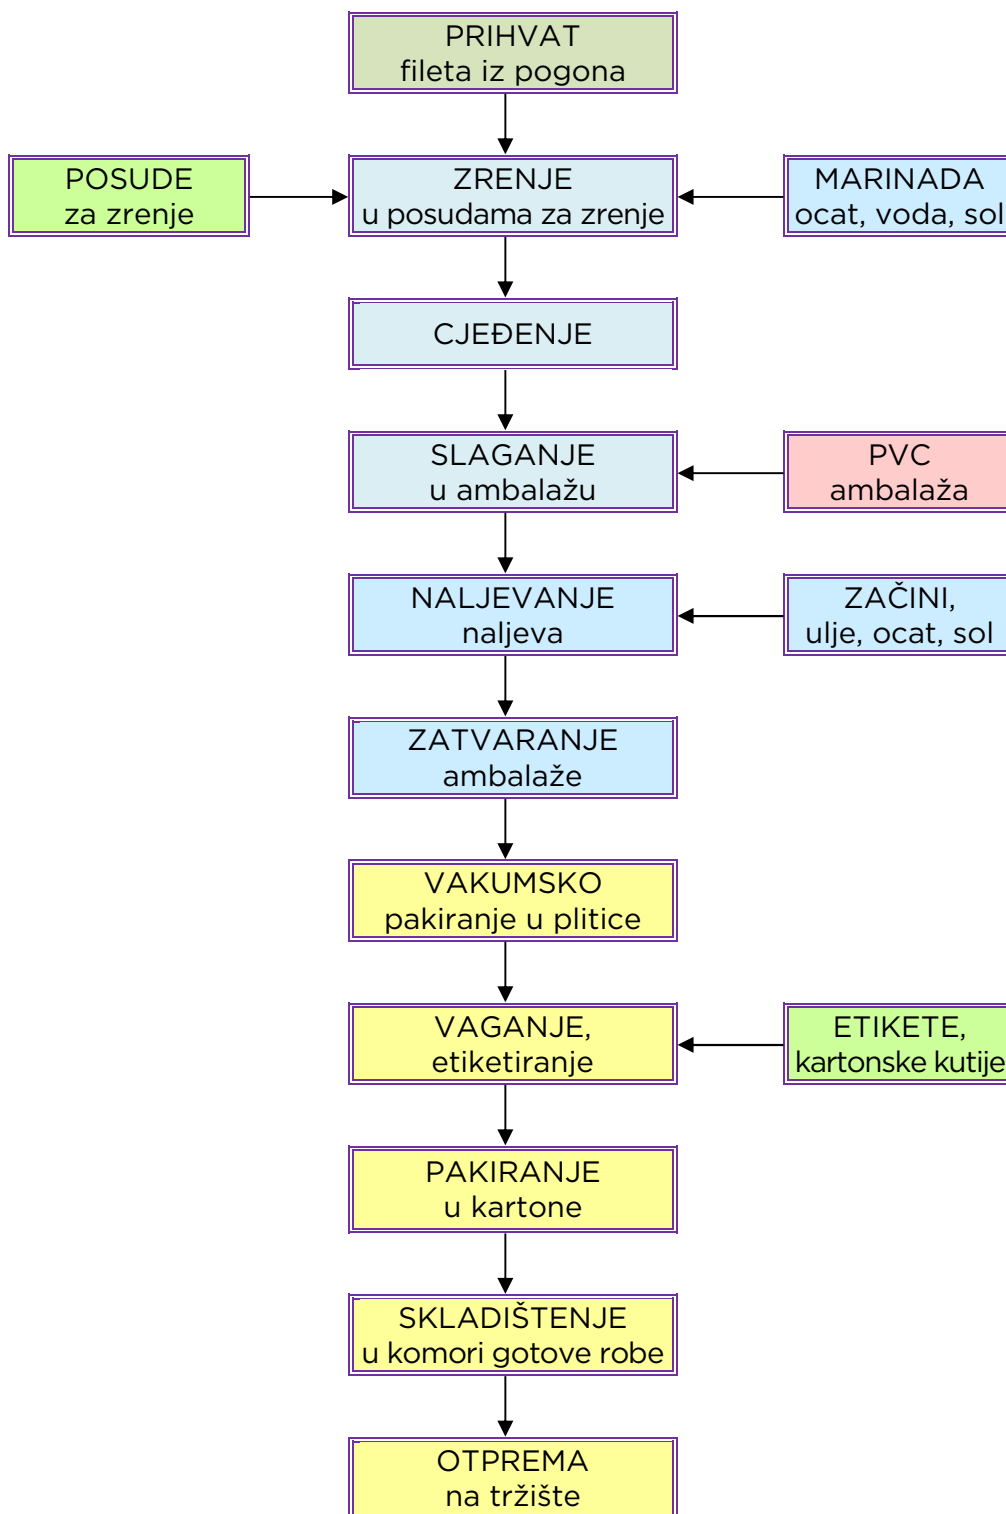 PRIHVAT
fileta iz pogona
POSUDE
za zrenje
ZRENJE
u posudama za zrenje
MARINADA
ocat, voda, sol
CJEĐENJE
SLAGANJE
u ambalažu
PVC
ambalaža
NALJEVANJE
naljeva
ZAČINI,
ulje, ocat, sol
ZATVARANJE
ambalaže
VAKUMSKO
pakiranje u plitice
VAGANJE,
etiketiranje
ETIKETE,
kartonske kutije
PAKIRANJE
u kartone
SKLADIŠTENJE
u komori gotove robe
OTPREMA
na tržište